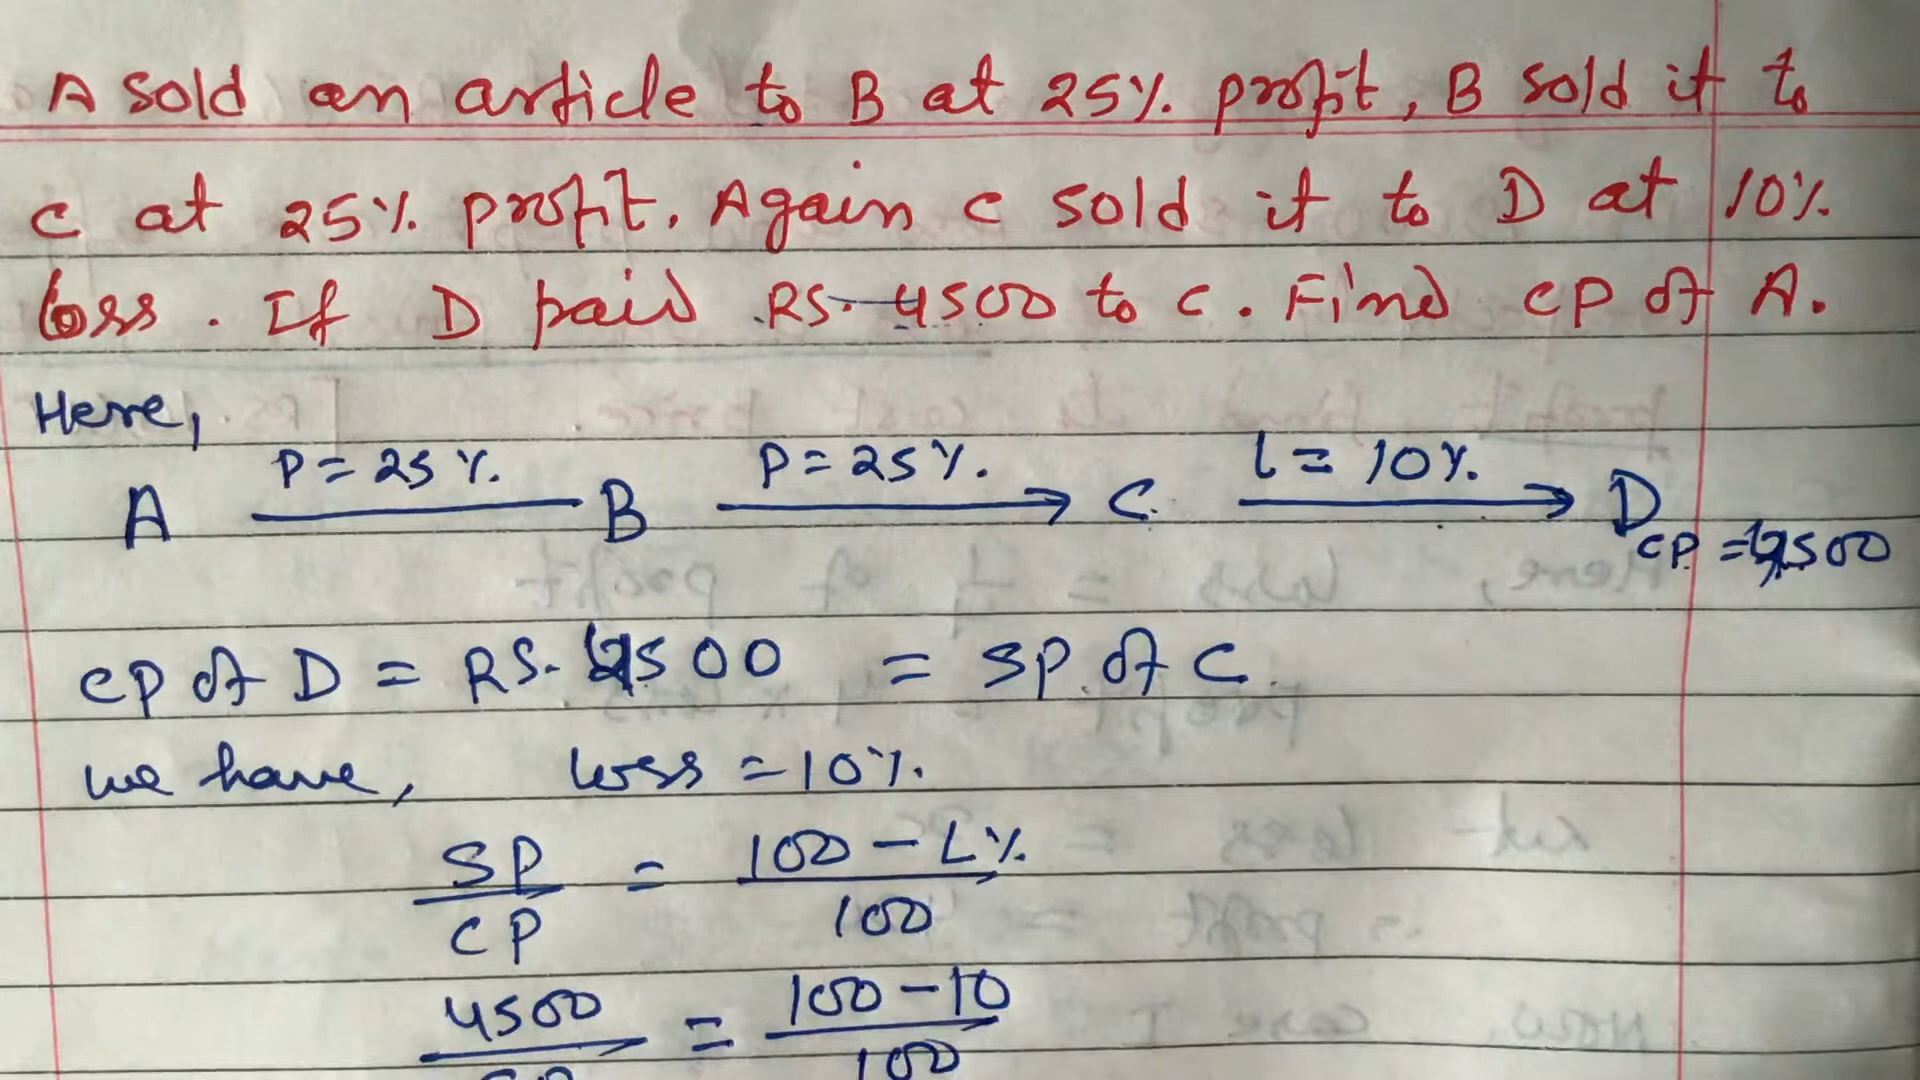 A sold an article to B at 25% profit, B sold it to
C at 25% profit. Again C sold it to D at 10%
loss. If D paid RS. 4500 to C. Find CP of A.
Here,
A P = 25% B P = 25% C l = 10% D
CP = 4500
CP of D = RS. 4500 = SP of C.
we have, loss = 10%.
SP = 100 - L%
CP 100
4500 = 100 - 10
CP 100